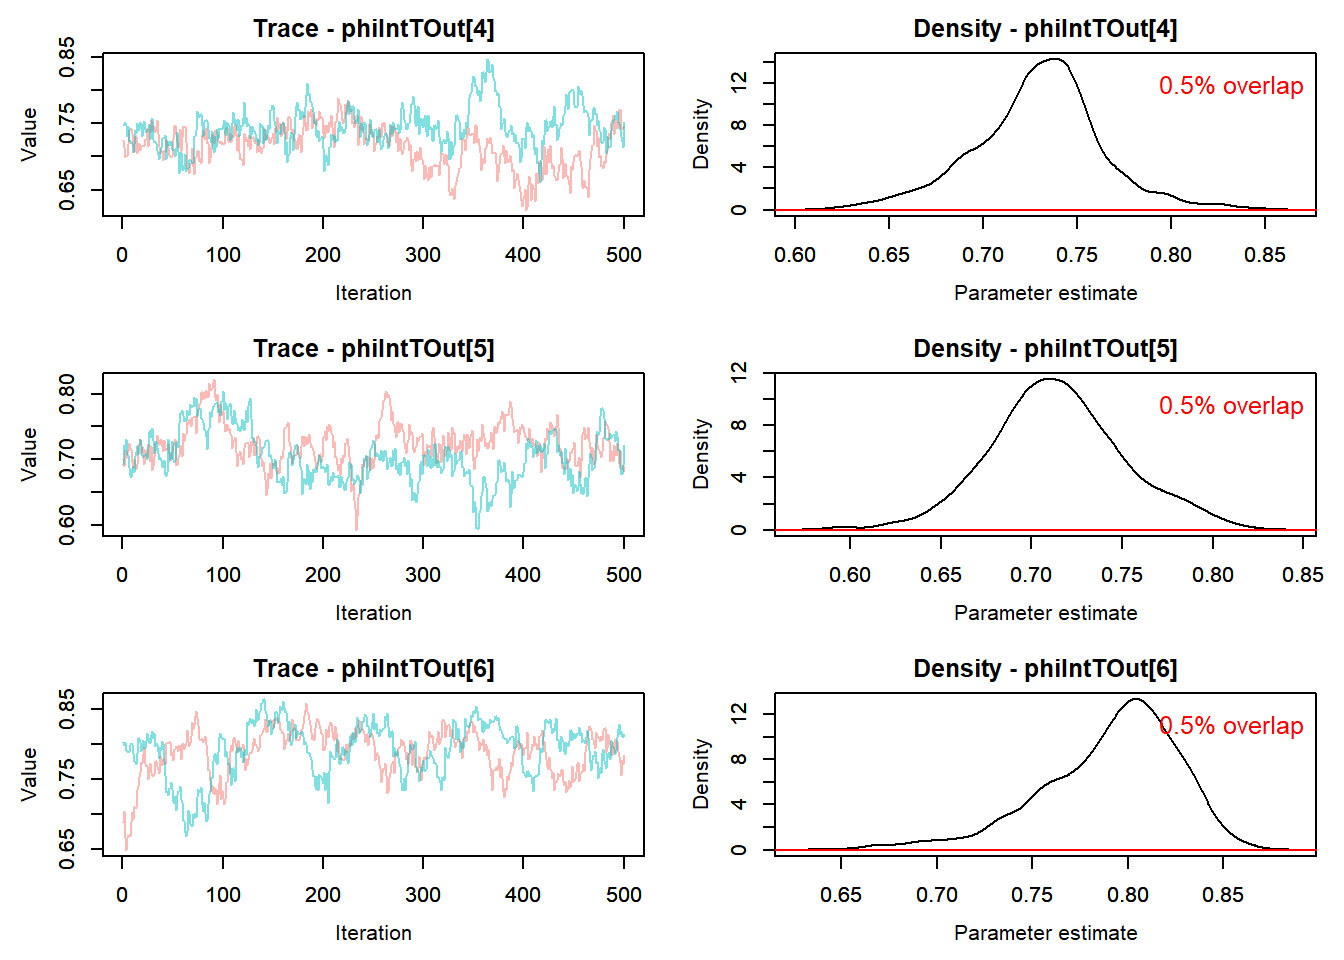 Trace - phiIntTOut[4]
Value
0.65 0.75 0.85
0 100 200 300 400 500
Iteration
Density - phiIntTOut[4]
0.5% overlap
Density
0 4 8 12
0.60 0.65 0.70 0.75 0.80 0.85
Parameter estimate
Trace - phiIntTOut[5]
Value
0.60 0.70 0.80
0 100 200 300 400 500
Iteration
Density - phiIntTOut[5]
0.5% overlap
Density
0 4 8 12
0.60 0.65 0.70 0.75 0.80 0.85
Parameter estimate
Trace - phiIntTOut[6]
Value
0.65 0.75 0.85
0 100 200 300 400 500
Iteration
Density - phiIntTOut[6]
0.5% overlap
Density
0 4 8 12
0.65 0.70 0.75 0.80 0.85
Parameter estimate